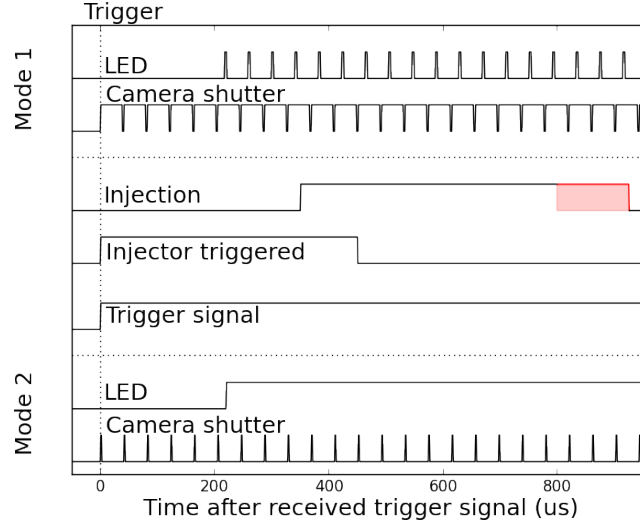 Trigger
Mode 1
LED
Camera shutter
Injection
Injector triggered
Trigger signal
Mode 2
LED
Camera shutter
0 200 400 600 800
Time after received trigger signal (us)